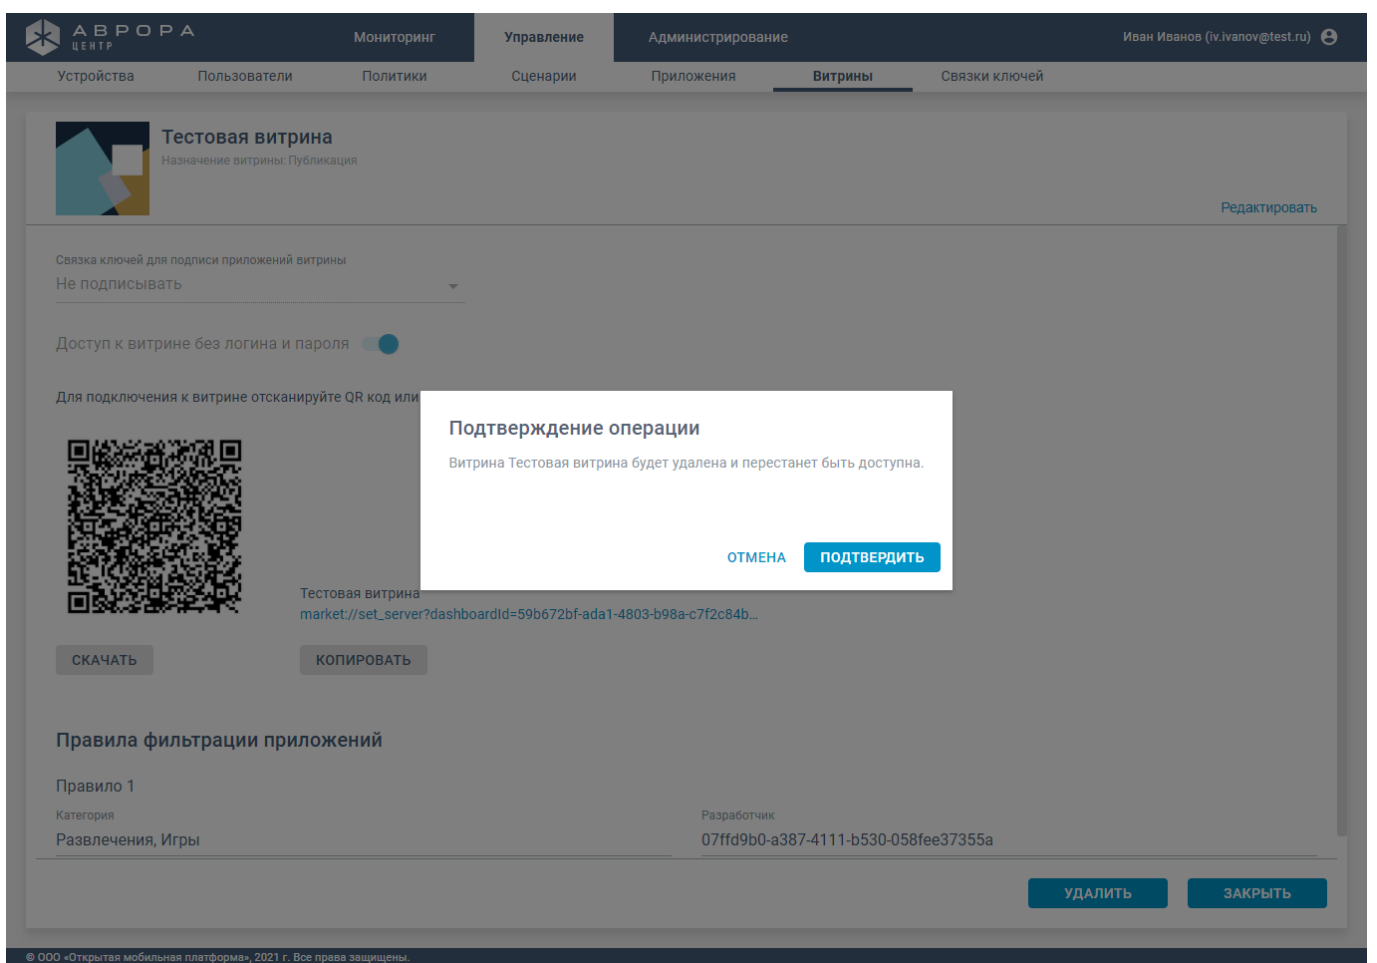 АВРОРА
ЦЕНТР
Мониторинг
Управление
Администрирование
Иван Иванов (iv.ivanov@test.ru)
Устройства
Пользователи
Политики
Сценарии
Приложения
Витрины
Связки ключей
Тестовая витрина
Назначение витрины: Публикация
Редактировать
Связка ключей для подписи приложений витрины
Не подписывать
Доступ к витрине без логина и пароля
Для подключения к витрине отсканируйте QR код или
Подтверждение операции
Витрина Тестовая витрина будет удалена и перестанет быть доступна.
ОТМЕНА
ПОДТВЕРДИТЬ
Тестовая витрина
market://set_server?dashboardId=59b672bf-ada1-4803-b98a-c7f2c84b...
СКАЧАТЬ
КОПИРОВАТЬ
Правила фильтрации приложений
Правило 1
Категория
Разработчик
Развлечения, Игры
07ffd9b0-a387-4111-b530-058fee37355a
УДАЛИТЬ
ЗАКРЫТЬ
© ООО «Открытая мобильная платформа», 2021 г. Все права защищены.